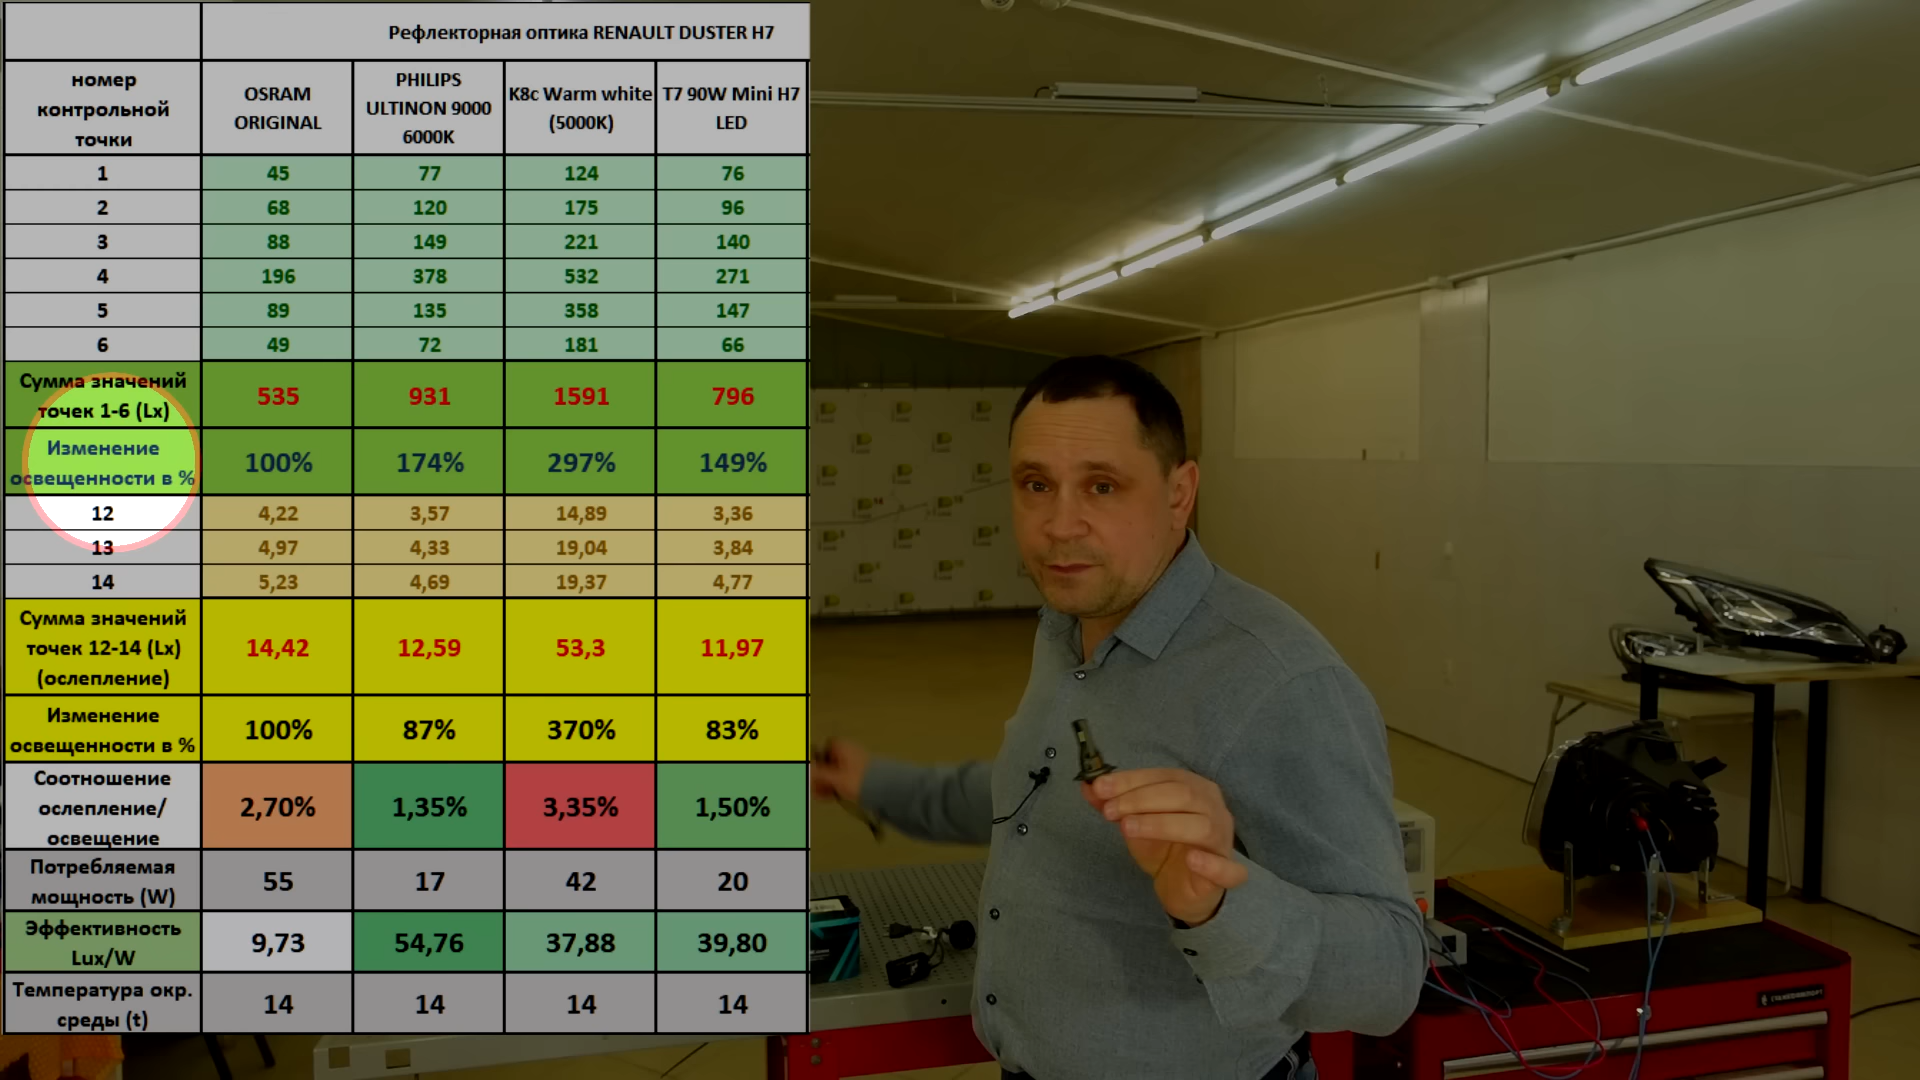 Рефлекторная оптика RENAULT DUSTER H7
номер контрольной точки
OSRAM ORIGINAL
PHILIPS ULTINON 9000 6000K
K8c Warm white (5000K)
T7 90W Mini H7 LED
1 45 77 124 76
2 68 120 175 96
3 88 149 221 140
4 196 378 532 271
5 89 135 358 147
6 49 72 181 66
Сумма значений точек 1-6 (Lx) 535 931 1591 796
Изменение освещенности в % 100% 174% 297% 149%
12 4,22 3,57 14,89 3,36
13 4,97 4,33 19,04 3,84
14 5,23 4,69 19,37 4,77
Сумма значений точек 12-14 (Lx) (ослепление) 14,42 12,59 53,3 11,97
Изменение освещенности в % 100% 87% 370% 83%
Соотношение ослепление/ освещение 2,70% 1,35% 3,35% 1,50%
Потребляемая мощность (W) 55 17 42 20
Эффективность Lux/W 9,73 54,76 37,88 39,80
Температура окр. среды (t) 14 14 14 14